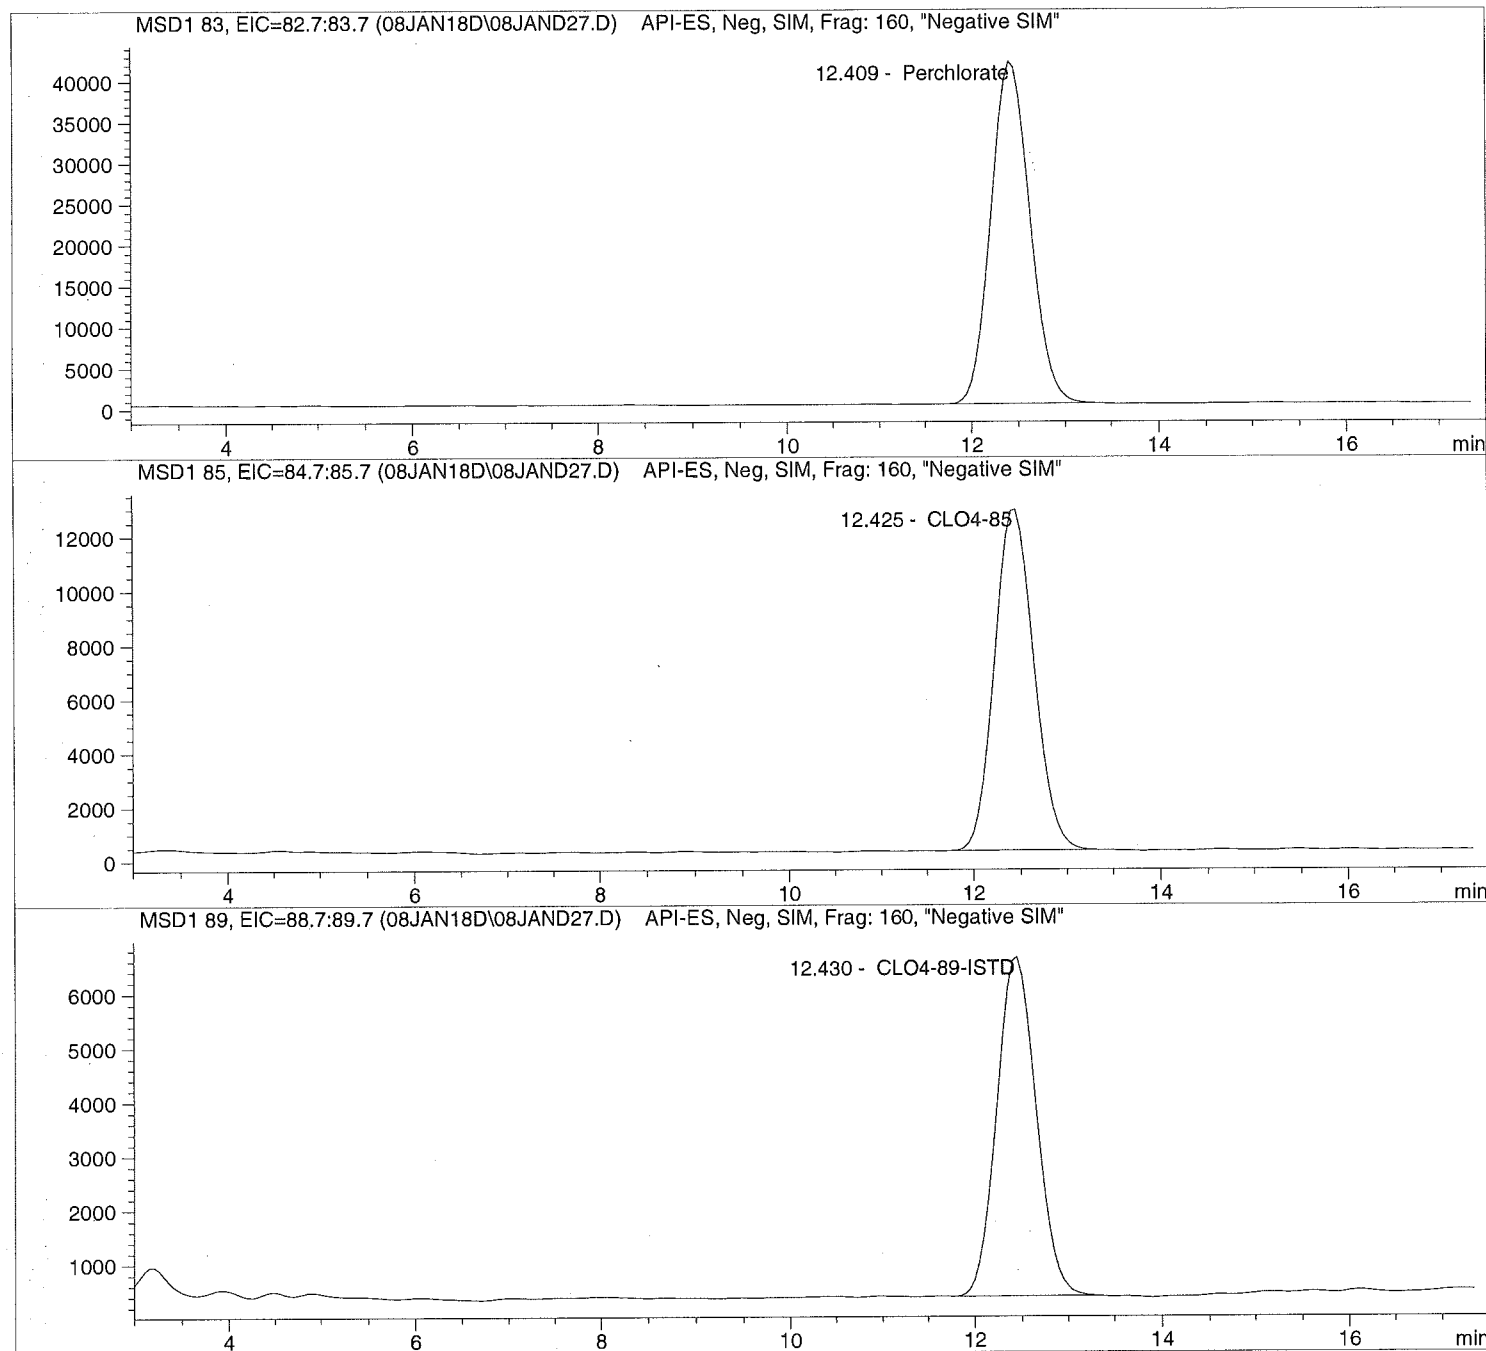 MSD1 83, EIC=82.7:83.7 (08JAN18D\08JAND27.D) API-ES, Neg, SIM, Frag: 160, "Negative SIM"
12.409 - Perchlorate
40000
35000
30000
25000
20000
15000
10000
5000
0
4 6 8 10 12 14 16 min
MSD1 85, EIC=84.7:85.7 (08JAN18D\08JAND27.D) API-ES, Neg, SIM, Frag: 160, "Negative SIM"
12.425 - CLO4-85
12000
10000
8000
6000
4000
2000
0
4 6 8 10 12 14 16 min
MSD1 89, EIC=88.7:89.7 (08JAN18D\08JAND27.D) API-ES, Neg, SIM, Frag: 160, "Negative SIM"
12.430 - CLO4-89-ISTD
6000
5000
4000
3000
2000
1000
4 6 8 10 12 14 16 min